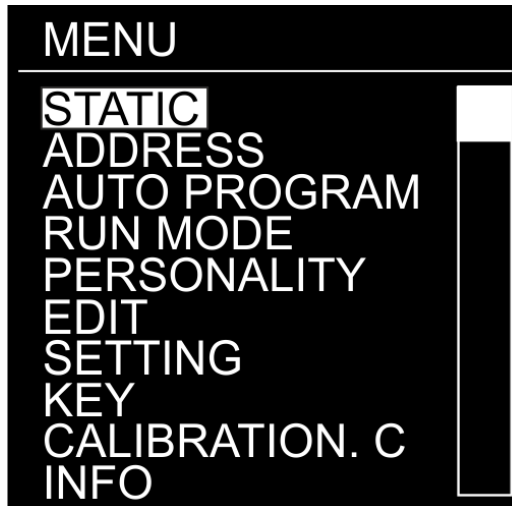 MENU
STATIC
ADDRESS
AUTO PROGRAM
RUN MODE
PERSONALITY
EDIT
SETTING
KEY
CALIBRATION. C
INFO